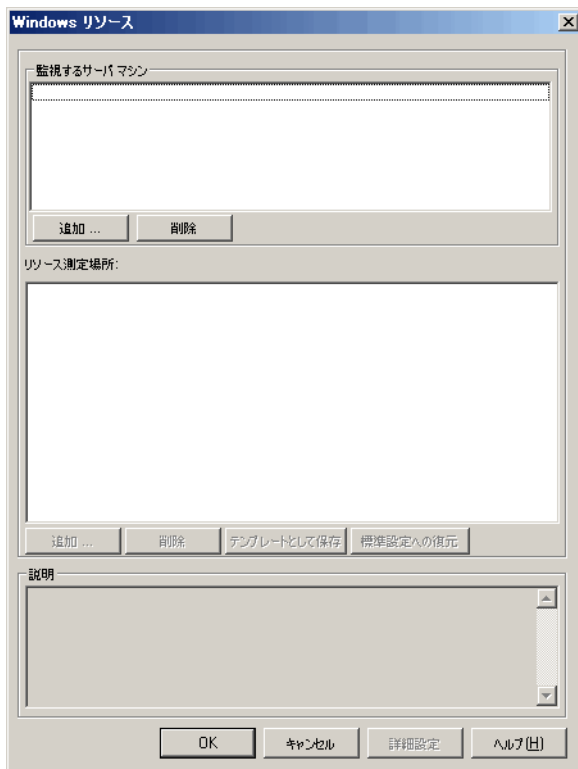 Windows リソース
監視するサーバ マシン
追加 ... 削除
リソース測定場所:
追加 ... 削除 テンプレートとして保存 標準設定への復元
説明
OK キャンセル 詳細設定 ヘルプ(H)